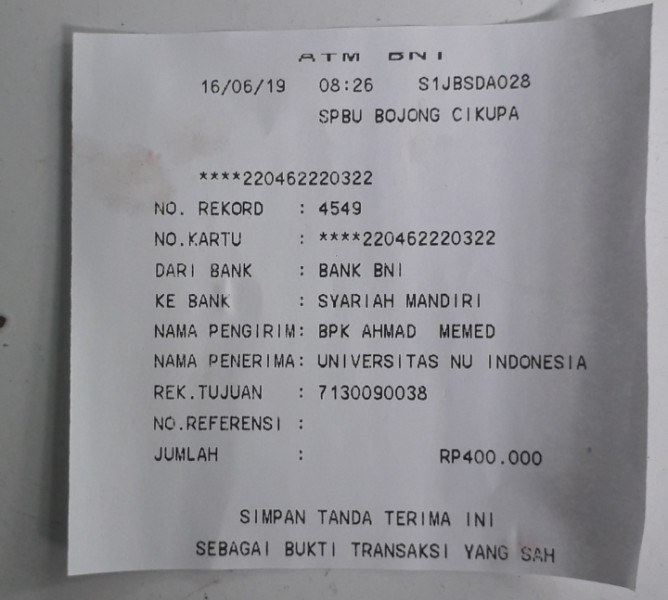 ATM BNI
16/06/19 08:26 S1JBSDA028
SPBU BOJONG CIKUPA
****220462220322
NO. REKORD : 4549
NO.KARTU : ****220462220322
DARI BANK : BANK BNI
KE BANK : SYARIAH MANDIRI
NAMA PENGIRIM: BPK AHMAD MEMED
NAMA PENERIMA: UNIVERSITAS NU INDONESIA
REK.TUJUAN : 7130090038
NO.REFERENSI :
JUMLAH : RP400.000
SIMPAN TANDA TERIMA INI
SEBAGAI BUKTI TRANSAKSI YANG SAH